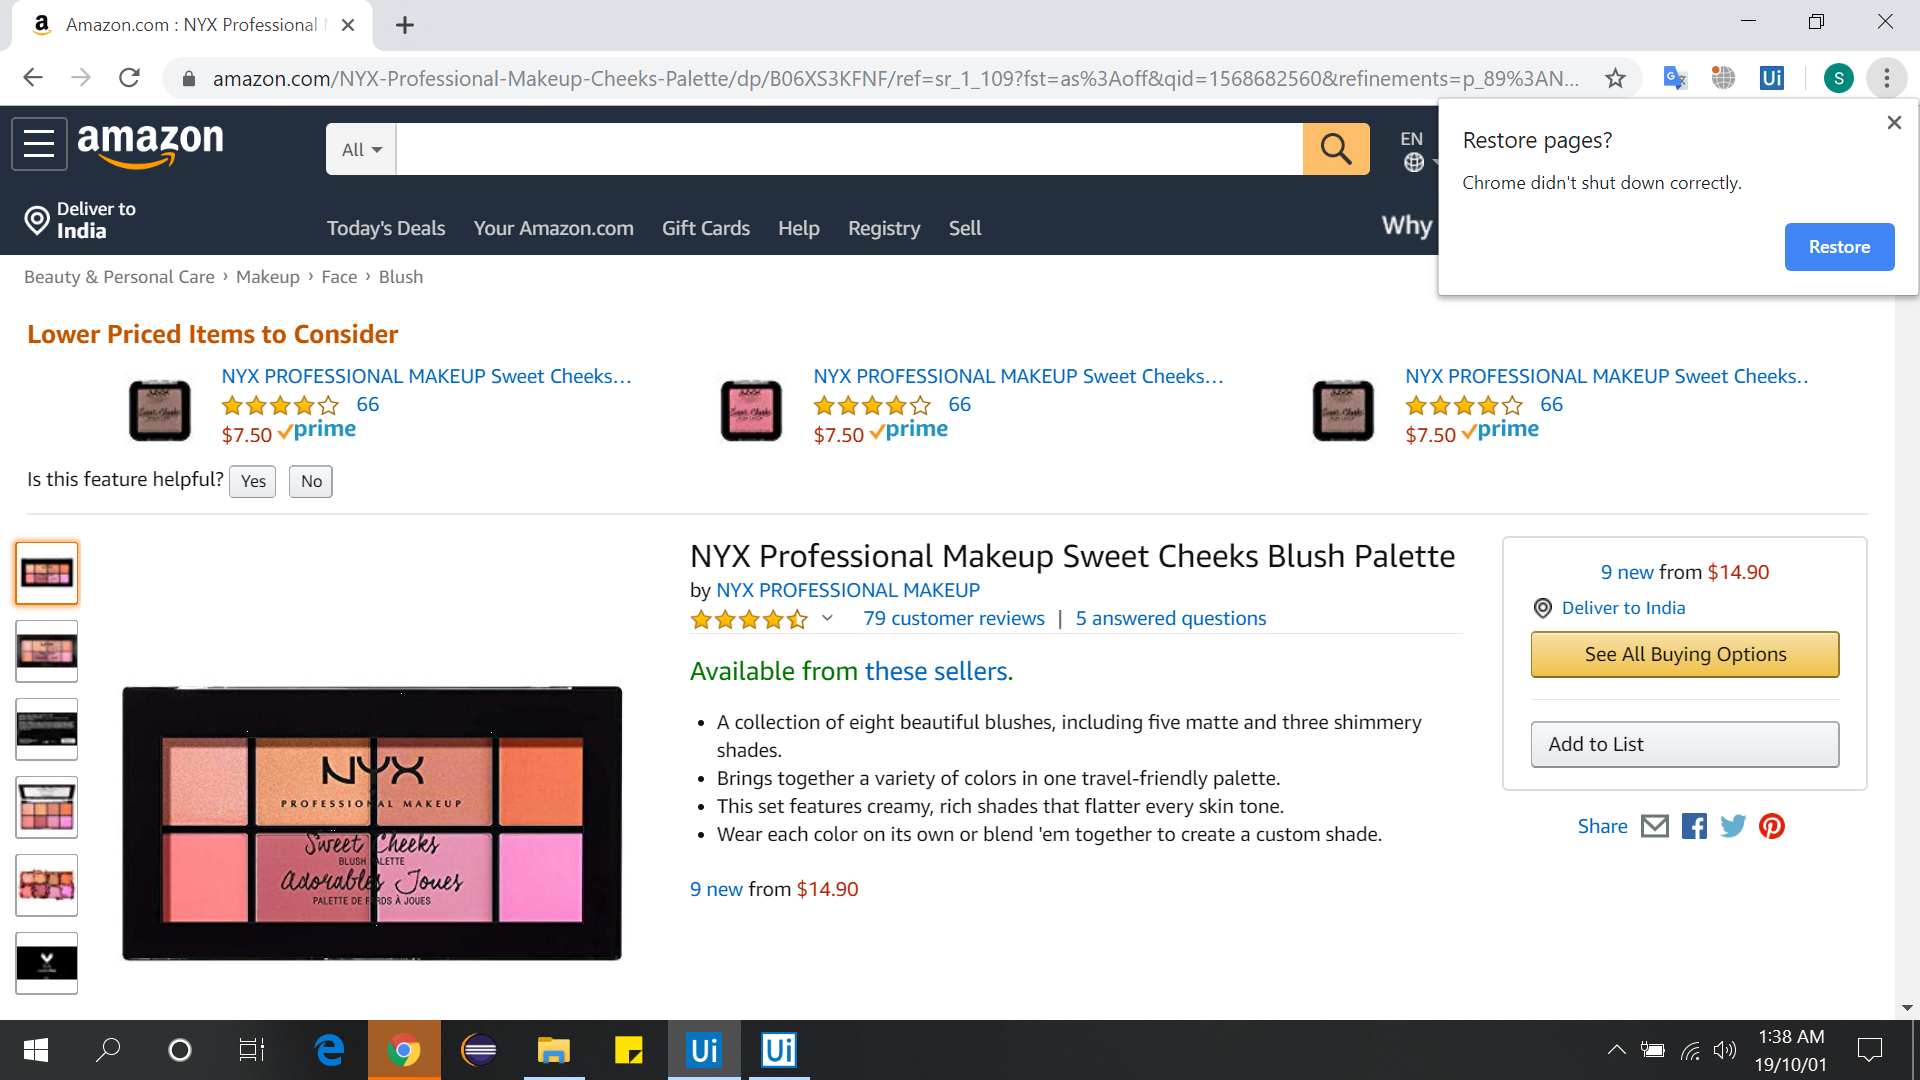 Amazon.com : NYX Professional
amazon.com/NYX-Professional-Makeup-Cheeks-Palette/dp/B06XS3KFNF/ref=sr_1_109?fst=as%3Aoff&qid=1568682560&refinements=p_89%3AN...
Ui
S
Restore pages?
Chrome didn't shut down correctly.
Restore
amazon
All
EN
Deliver to
India
Today's Deals
Your Amazon.com
Gift Cards
Help
Registry
Sell
Why
Beauty & Personal Care › Makeup › Face › Blush
Lower Priced Items to Consider
NYX PROFESSIONAL MAKEUP Sweet Cheeks...
66
$7.50 prime
NYX PROFESSIONAL MAKEUP Sweet Cheeks...
66
$7.50 prime
NYX PROFESSIONAL MAKEUP Sweet Cheeks..
66
$7.50 prime
Is this feature helpful? Yes No
NYX Professional Makeup Sweet Cheeks Blush Palette
by NYX PROFESSIONAL MAKEUP
79 customer reviews | 5 answered questions
Available from these sellers.
• A collection of eight beautiful blushes, including five matte and three shimmery
shades.
• Brings together a variety of colors in one travel-friendly palette.
• This set features creamy, rich shades that flatter every skin tone.
• Wear each color on its own or blend 'em together to create a custom shade.
9 new from $14.90
9 new from $14.90
Deliver to India
See All Buying Options
Add to List
Share
NYX
PROFESSIONAL MAKEUP
Sweet Cheeks
BLUSH PALETTE
Adorables Joues
PALETTE DE FARDS À JOUES
Ui
Ui
1:38 AM
19/10/01